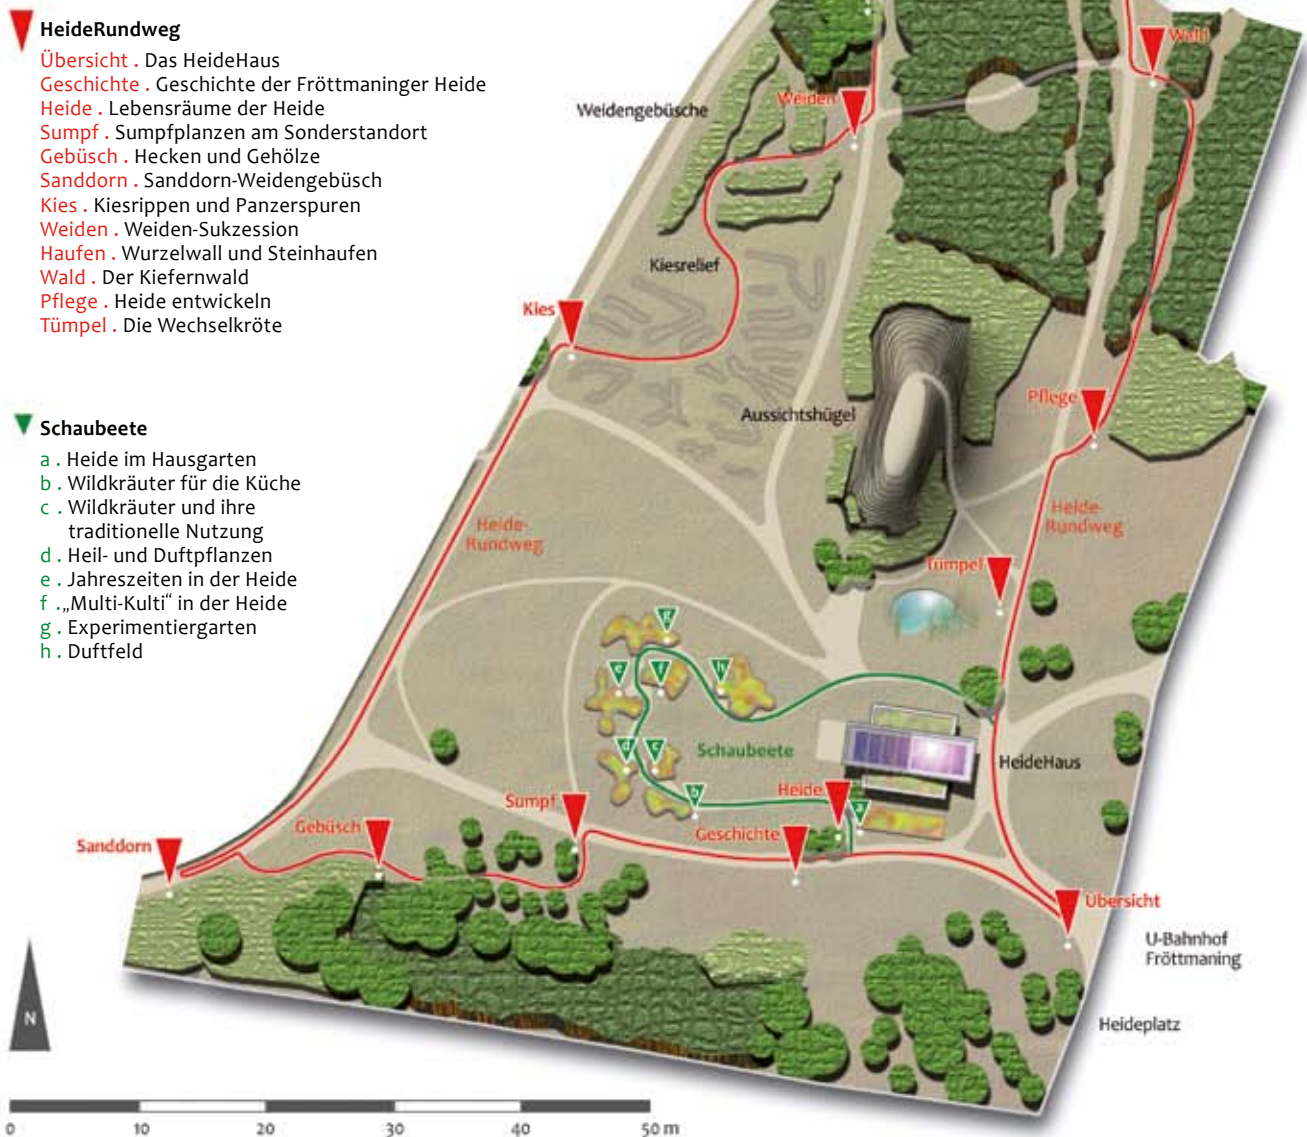 HeideRundweg
Übersicht . Das HeideHaus
Geschichte . Geschichte der Fröttmaninger Heide
Heide . Lebensräume der Heide
Sumpf . Sumpfplanzen am Sonderstandort
Gebüsch . Hecken und Gehölze
Sanddorn . Sanddorn-Weidengebüsch
Kies . Kiesrippen und Panzerspuren
Weiden . Weiden-Sukzession
Haufen . Wurzelwall und Steinhaufen
Wald . Der Kiefernwald
Pflege . Heide entwickeln
Tümpel . Die Wechselkröte
Schaubeete
a . Heide im Hausgarten
b . Wildkräuter für die Küche
c . Wildkräuter und ihre
traditionelle Nutzung
d . Heil- und Duftpflanzen
e . Jahreszeiten in der Heide
f . „Multi-Kulti“ in der Heide
g . Experimentiergarten
h . Duftfeld
Wald
Weiden
Weidengebüsche
Kiesrelief
Kies
Pflege
Aussichtshügel
Heide-
Rundweg
Heide-
Rundweg
Tümpel
g
e
f
h
Schaubeete
d
c
HeideHaus
b
Heide
a
Sumpf
Geschichte
Gebüsch
Sanddorn
Übersicht
U-Bahnhof
Fröttmaning
Heideplatz
N
0 10 20 30 40 50 m